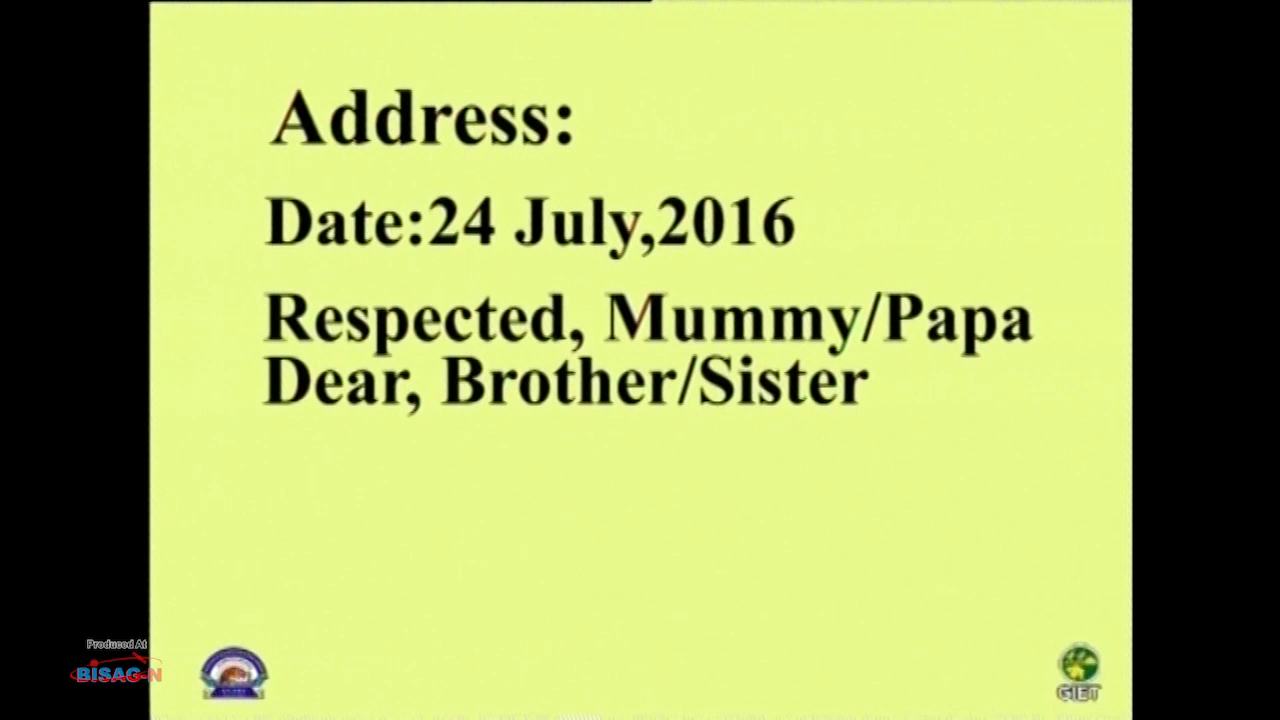 Address:
Date:24 July,2016
Respected, Mummy/Papa
Dear, Brother/Sister
Produced At
BISAG-N
GIET